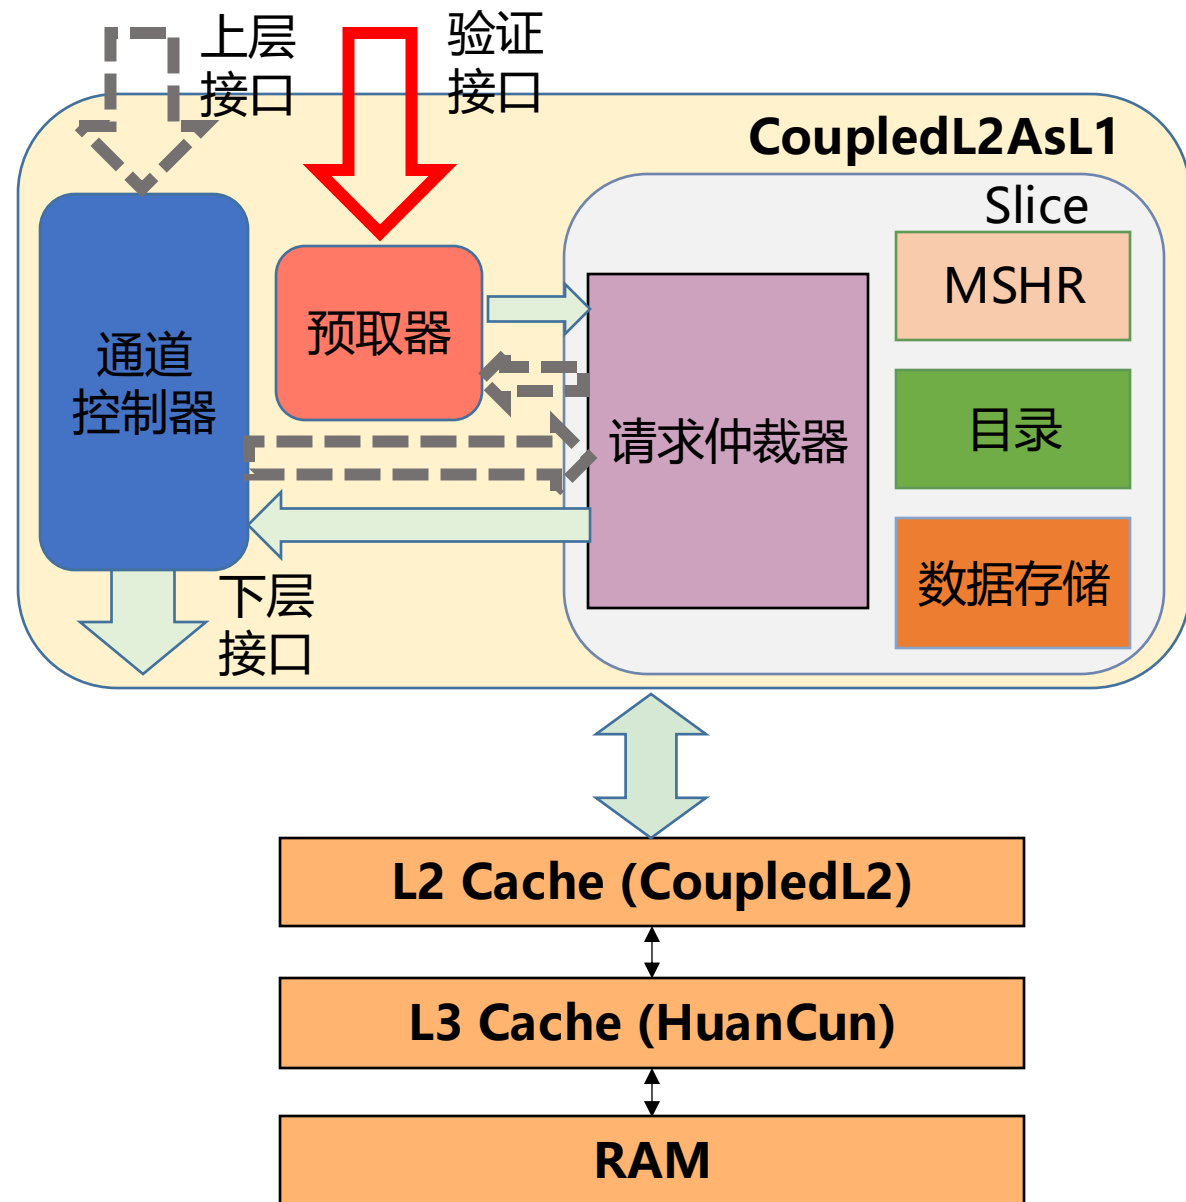 上层
接口
验证
接口
CoupledL2AsL1
Slice
MSHR
通道
控制器
预取器
请求仲裁器
目录
数据存储
下层
接口
L2 Cache (CoupledL2)
L3 Cache (HuanCun)
RAM